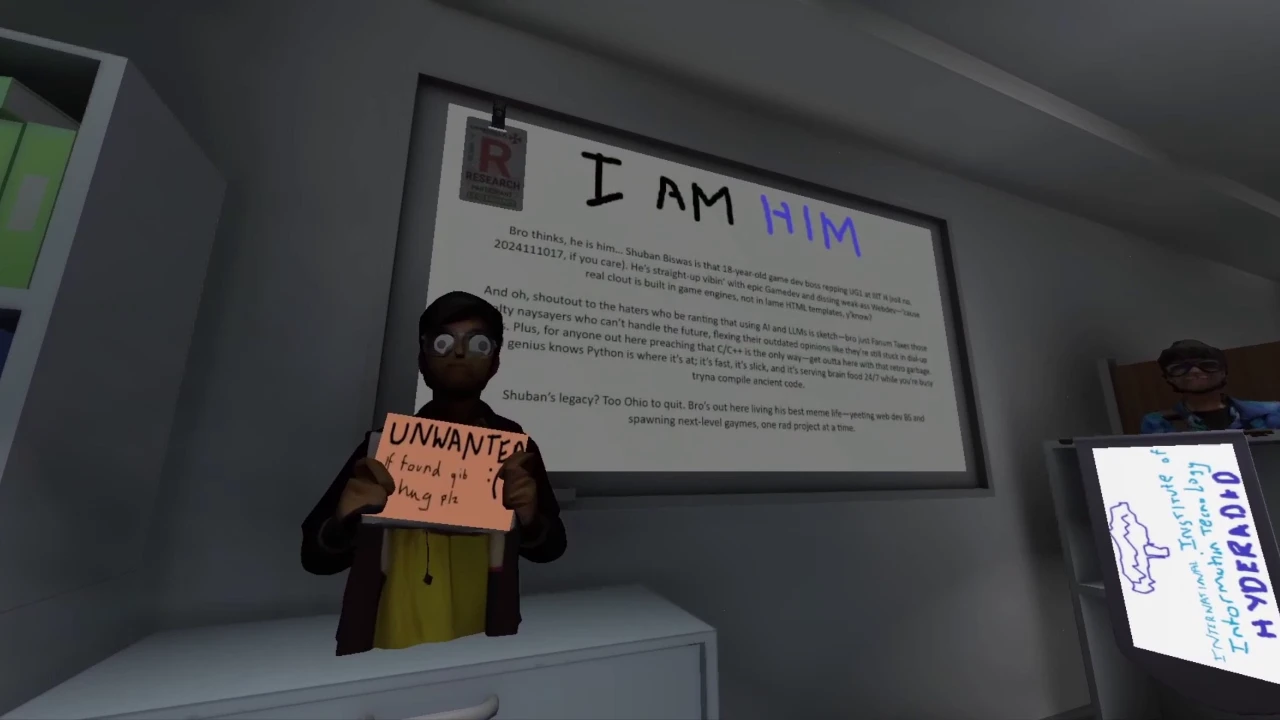 R
RESEARCH
PARTICIPANT
I AM HIM
Bro thinks, he is him... Shuban Biswas is that 18-year-old game dev boss repping UG1 at IIIT H (roll no.
2024111017, if you care). He's straight-up vibin' with epic Gamedev and dissing weak-ass Webdev—'cause
real clout is built in game engines, not in lame HTML templates, y'know?
And oh, shoutout to the haters who be ranting that using AI and LLMs is sketch—bro just Fanum Taxes those
naysayers who can't handle the future, flexing their outdated opinions like they're still stuck in dial-up
Plus, for anyone out here preaching that C/C++ is the only way—get outta here with that retro garbage.
genius knows Python is where it's at; it's fast, it's slick, and it's serving brain food 24/7 while you're busy
tryna compile ancient code.
Shuban's legacy? Too Ohio to quit. Bro's out here living his best meme life—yeeting web dev BS and
spawning next-level gaymes, one rad project at a time.
UNWANTED
If found gib :(
hug plz
INTERNATIONAL INSTITUTE of
Information Tecnology
HYDERADAD